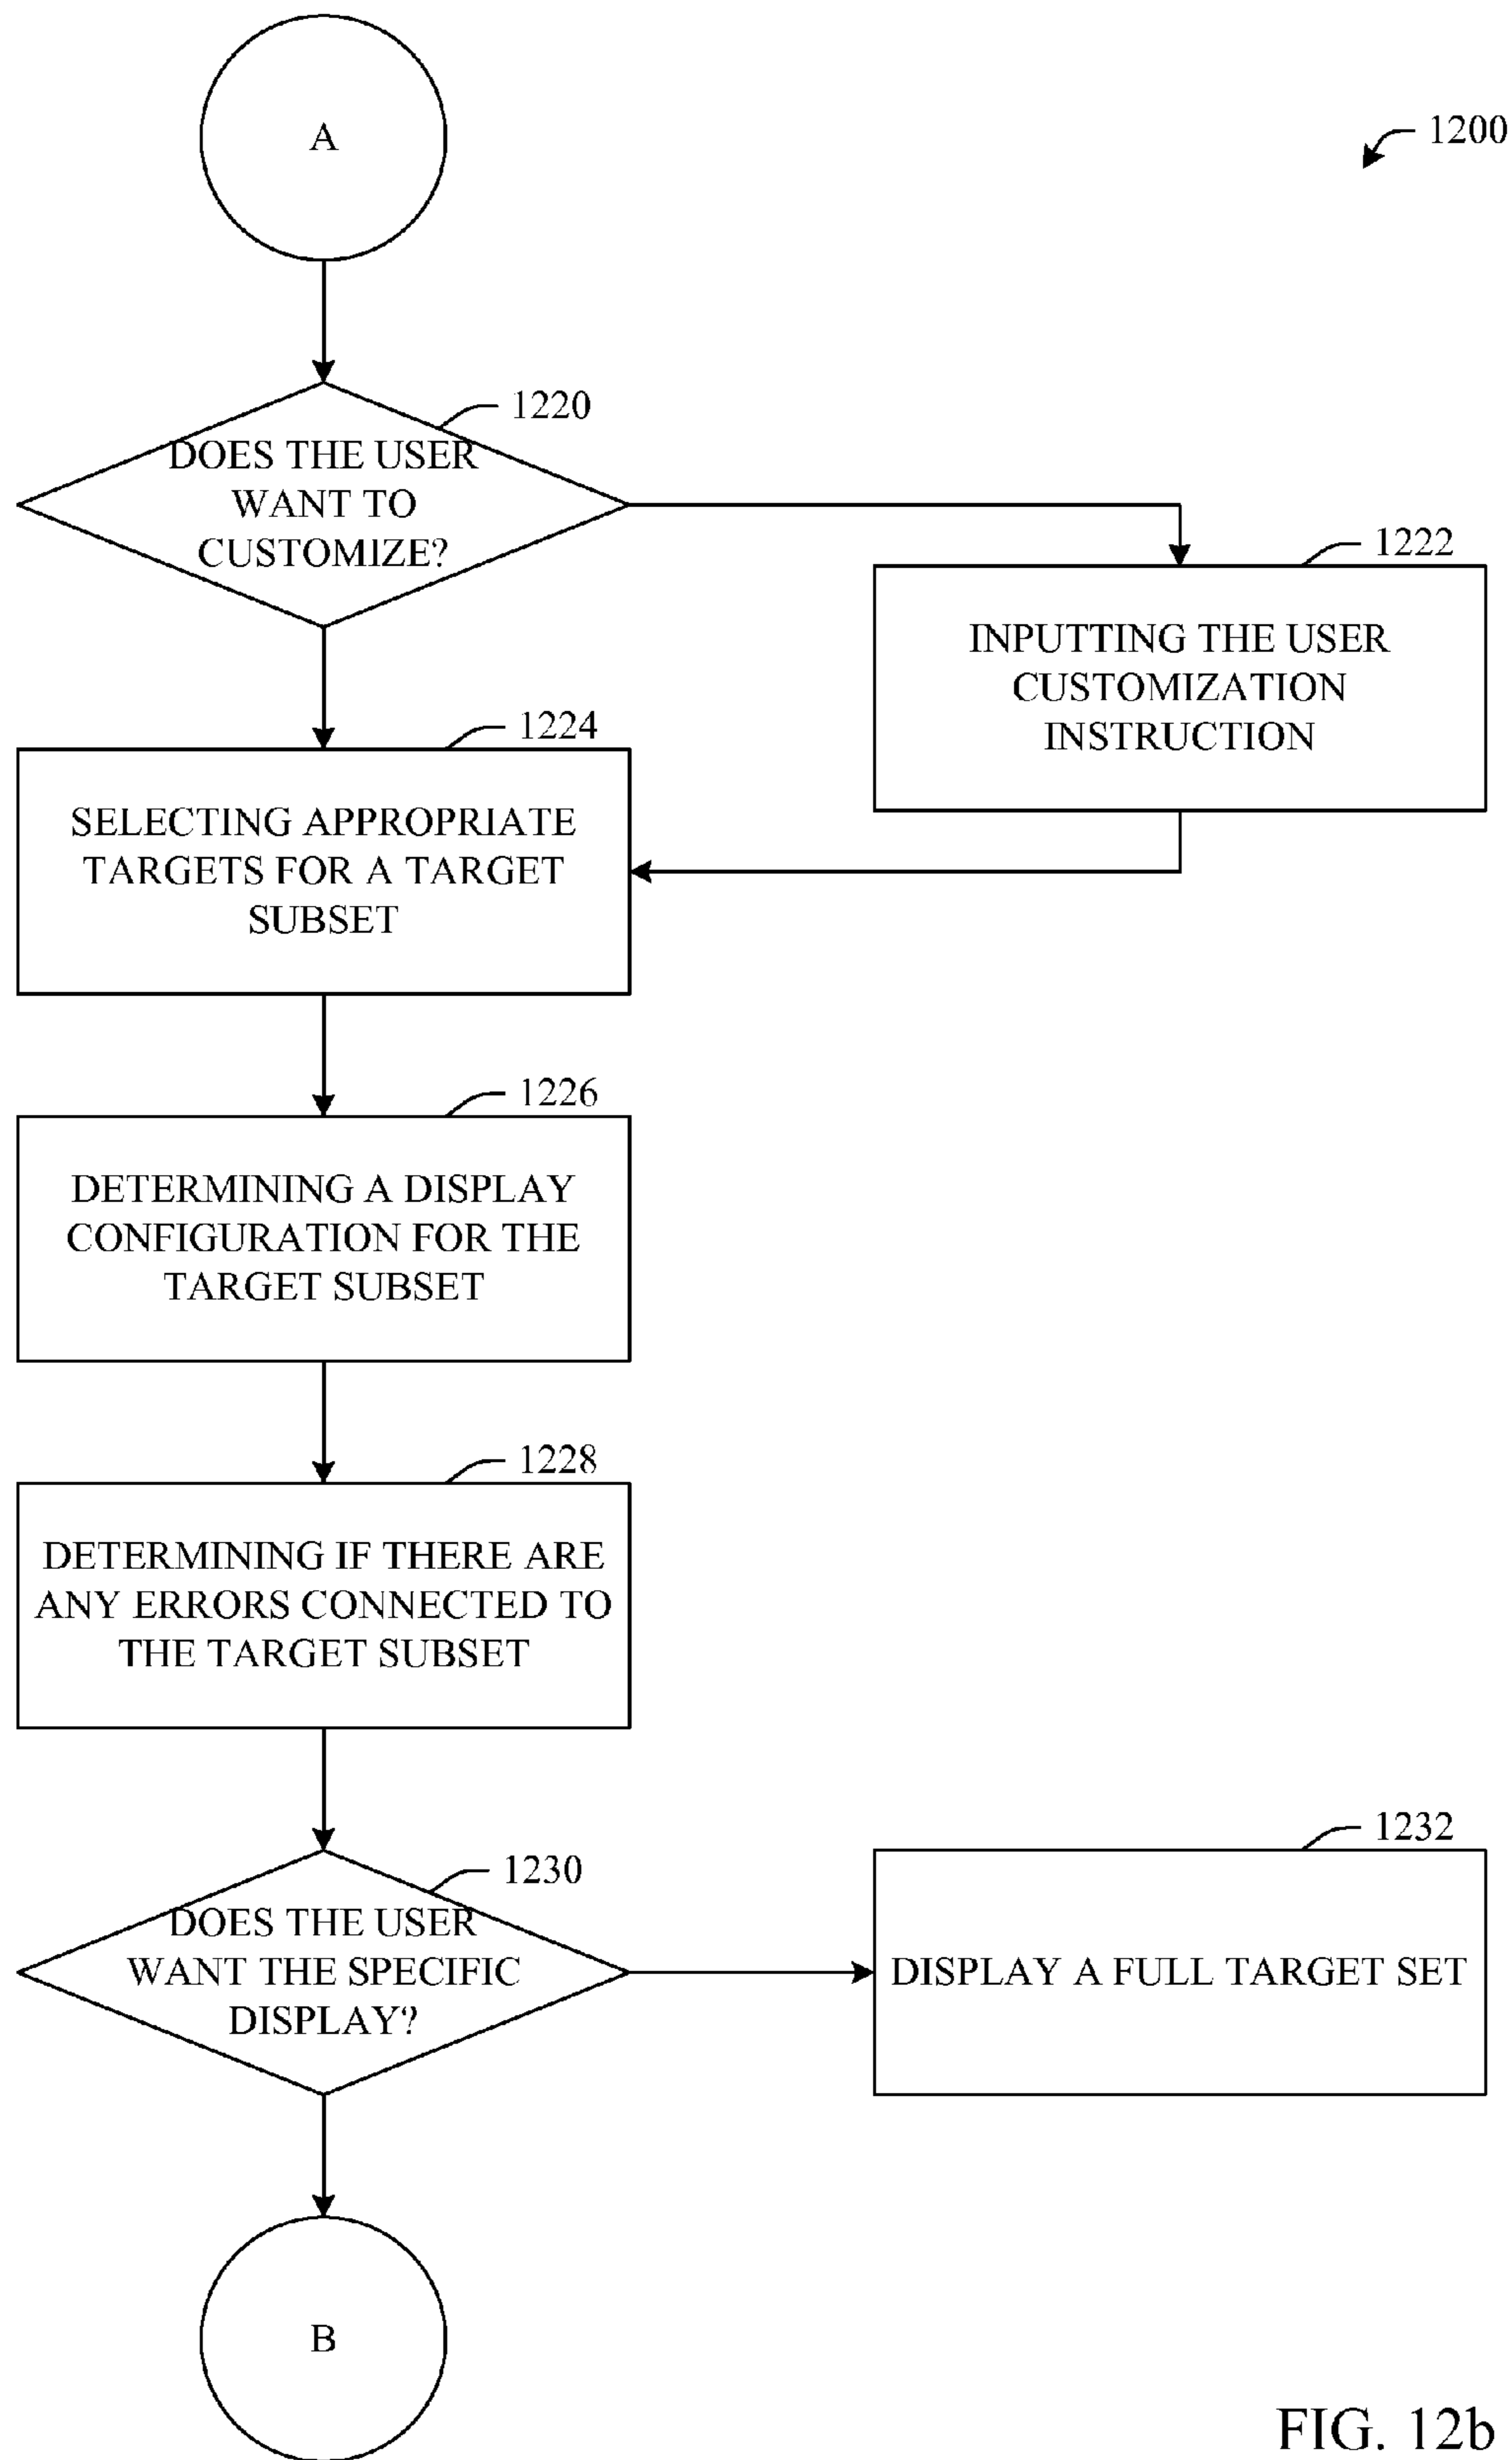 A
1200
1220
DOES THE USER
WANT TO
CUSTOMIZE?
1222
INPUTTING THE USER
CUSTOMIZATION
INSTRUCTION
1224
SELECTING APPROPRIATE
TARGETS FOR A TARGET
SUBSET
1226
DETERMINING A DISPLAY
CONFIGURATION FOR THE
TARGET SUBSET
1228
DETERMINING IF THERE ARE
ANY ERRORS CONNECTED TO
THE TARGET SUBSET
1230
DOES THE USER
WANT THE SPECIFIC
DISPLAY?
1232
DISPLAY A FULL TARGET SET
B
FIG. 12b